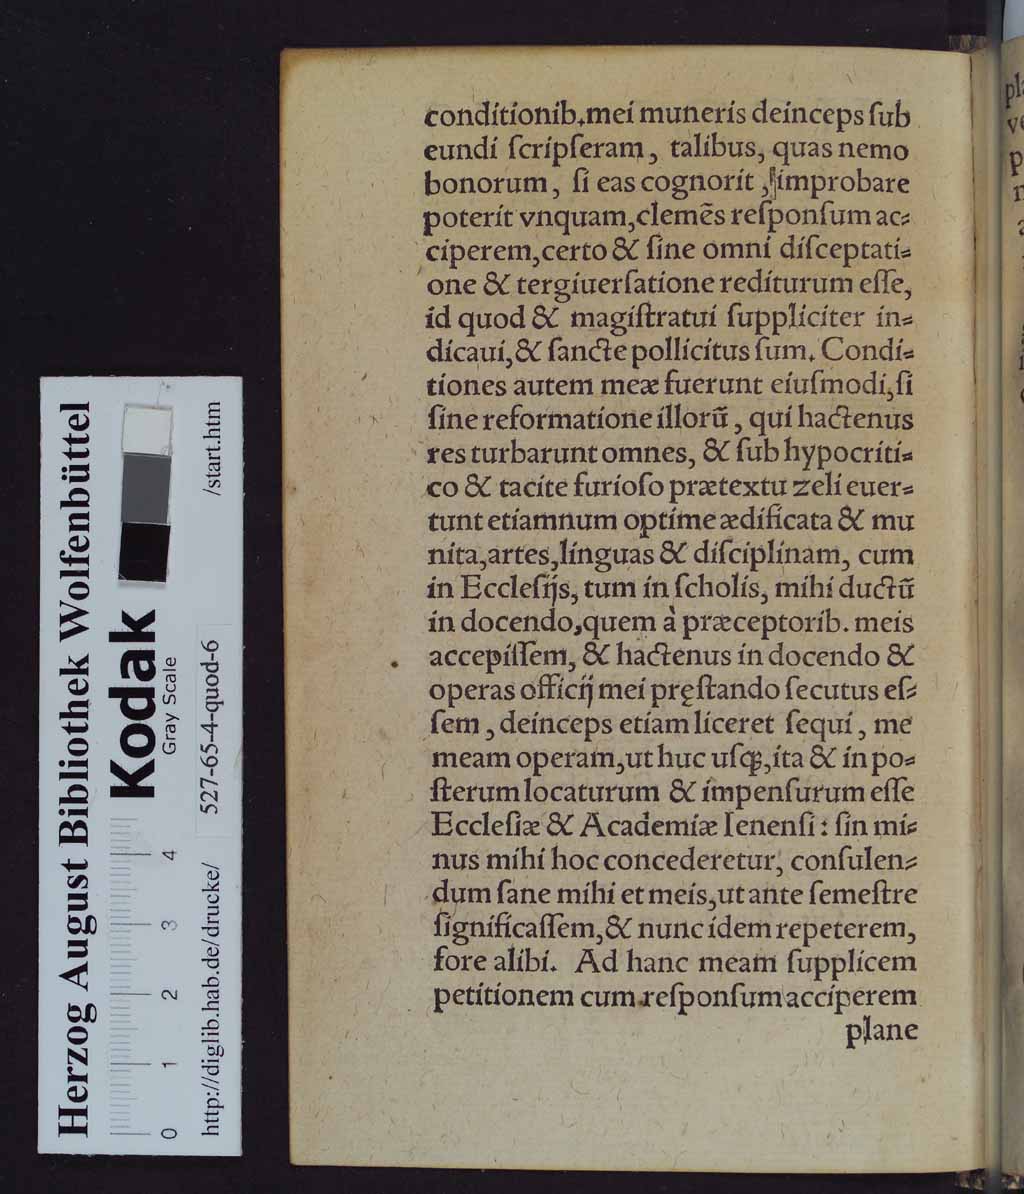 conditionib.mei muneris deinceps ſub
eundi ſcripſeram, talibus, quas nemo
bonorum, ſi eas cognorit, improbare
poterit vnquam,clemẽs reſponſum ac⸗
ciperem,certo & ſine omni diſceptati⸗
one & tergiuerſatione rediturum eſſe,
id quod & magiſtratui ſuppliciter in⸗
dicaui,& ſancte pollicitus ſum. Condi⸗
tiones autem meæ fuerunt eiuſmodi,ſi
ſine reformatione illorũ, qui hactenus
res turbarunt omnes, & ſub hypocriti⸗
co & tacite furioſo prætextu zeli euer⸗
tunt etiamnum optime ædificata & mu
nita,artes,linguas & diſciplinam, cum
in Eccleſijs, tum in ſcholis, mihi ductũ
in docendo,quem à præceptorib. meis
accepiſſem, & hactenus in docendo &
operas officij mei pręſtando ſecutus eſ⸗
ſem, deinceps etiam liceret ſequi, me
meam operam,ut huc uſqꝫ,ita & in po⸗
ſterum locaturum & impenſurum eſſe
Eccleſiæ & Academiæ Ienenſi: ſin mi⸗
nus mihi hoc concederetur, conſulen⸗
dum ſane mihi et meis,ut ante ſemeſtre
ſignificaſſem,& nunc idem repeterem,
fore alibi. Ad hanc meam ſupplicem
petitionem cum reſponſum acciperem
plane
Herzog August Bibliothek Wolfenbüttel
Kodak
Gray Scale
0 1 2 3 4
527-65-4-quod-6
http://diglib.hab.de/drucke/ /start.htm